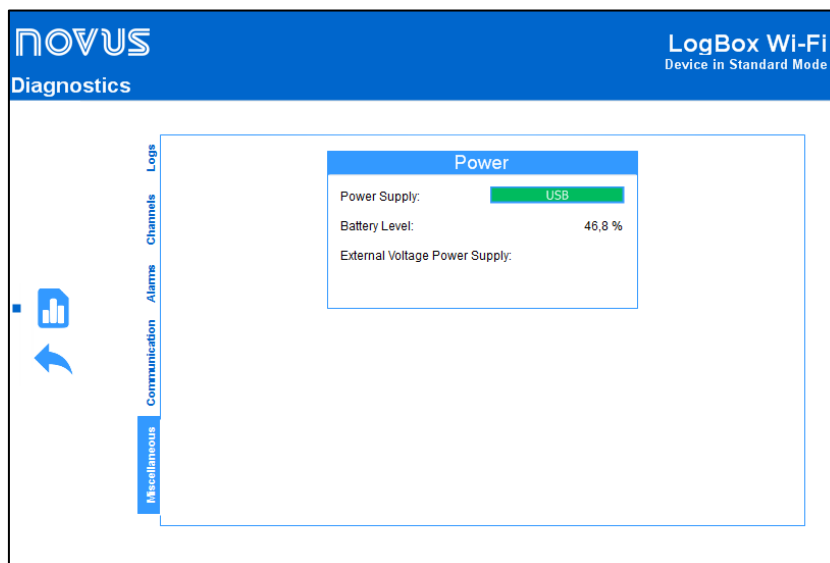 novus
LogBox Wi-Fi
Device in Standard Mode
Diagnostics
Logs
Channels
Alarms
Communication
Miscellaneous
Power
Power Supply: USB
Battery Level: 46,8 %
External Voltage Power Supply: